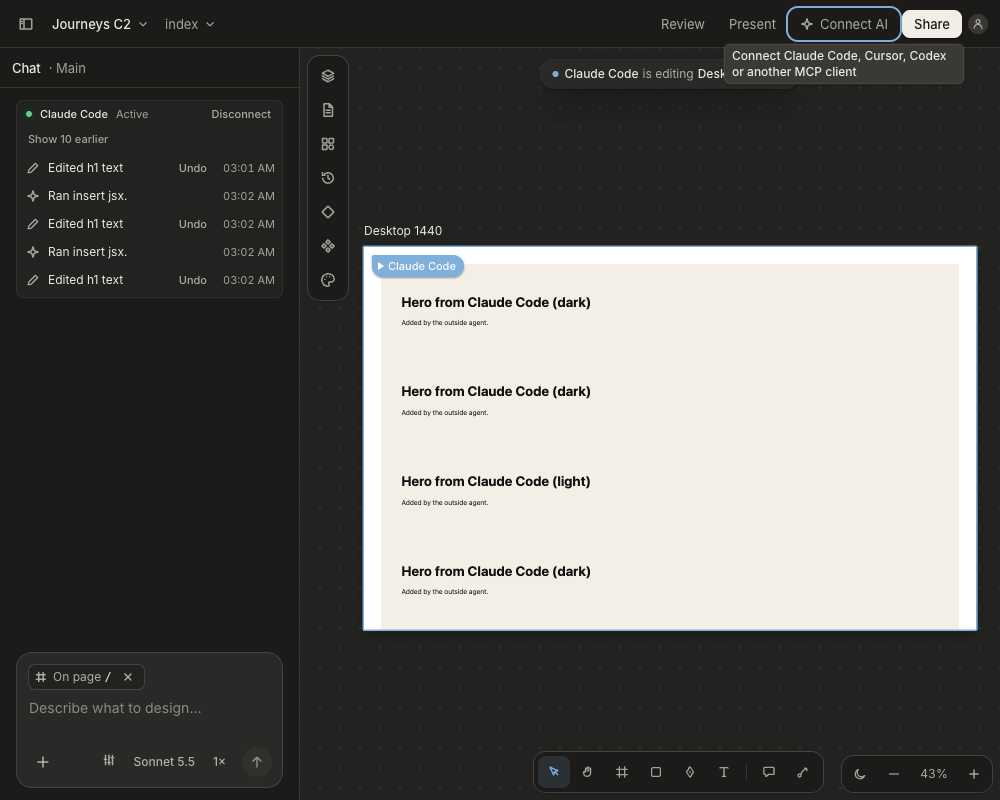 Journeys C2
index
Review
Present
Connect AI
Share
Connect Claude Code, Cursor, Codex
or another MCP client
Chat · Main
Claude Code is editing Desk
Claude Code Active Disconnect
Show 10 earlier
Edited h1 text Undo 03:01 AM
Ran insert jsx. 03:02 AM
Edited h1 text Undo 03:02 AM
Ran insert jsx. 03:02 AM
Edited h1 text Undo 03:02 AM
Desktop 1440
Claude Code
Hero from Claude Code (dark)
Added by the outside agent.
Hero from Claude Code (dark)
Added by the outside agent.
Hero from Claude Code (light)
Added by the outside agent.
Hero from Claude Code (dark)
Added by the outside agent.
On page /
Describe what to design...
Sonnet 5.5 1×
43%